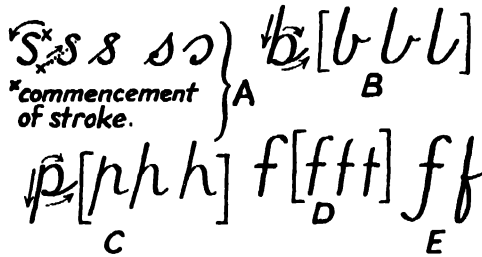 s s s s s } A
b [b b b] B
*commencement
of stroke.
p [p p p] C
f [f f f] D
f f E